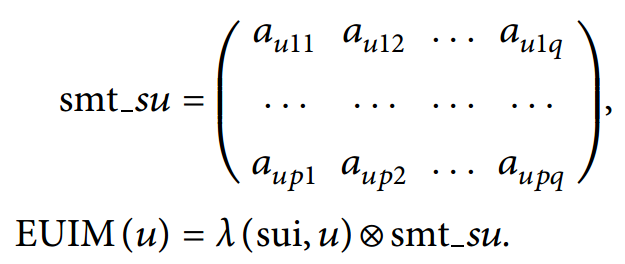 a_{u11} a_{u12} ... a_{u1q}
smt_su = ( ... ... ... ... ),
a_{up1} a_{up2} ... a_{upq}
EUIM (u) = λ (sui, u) ⊗ smt_su.